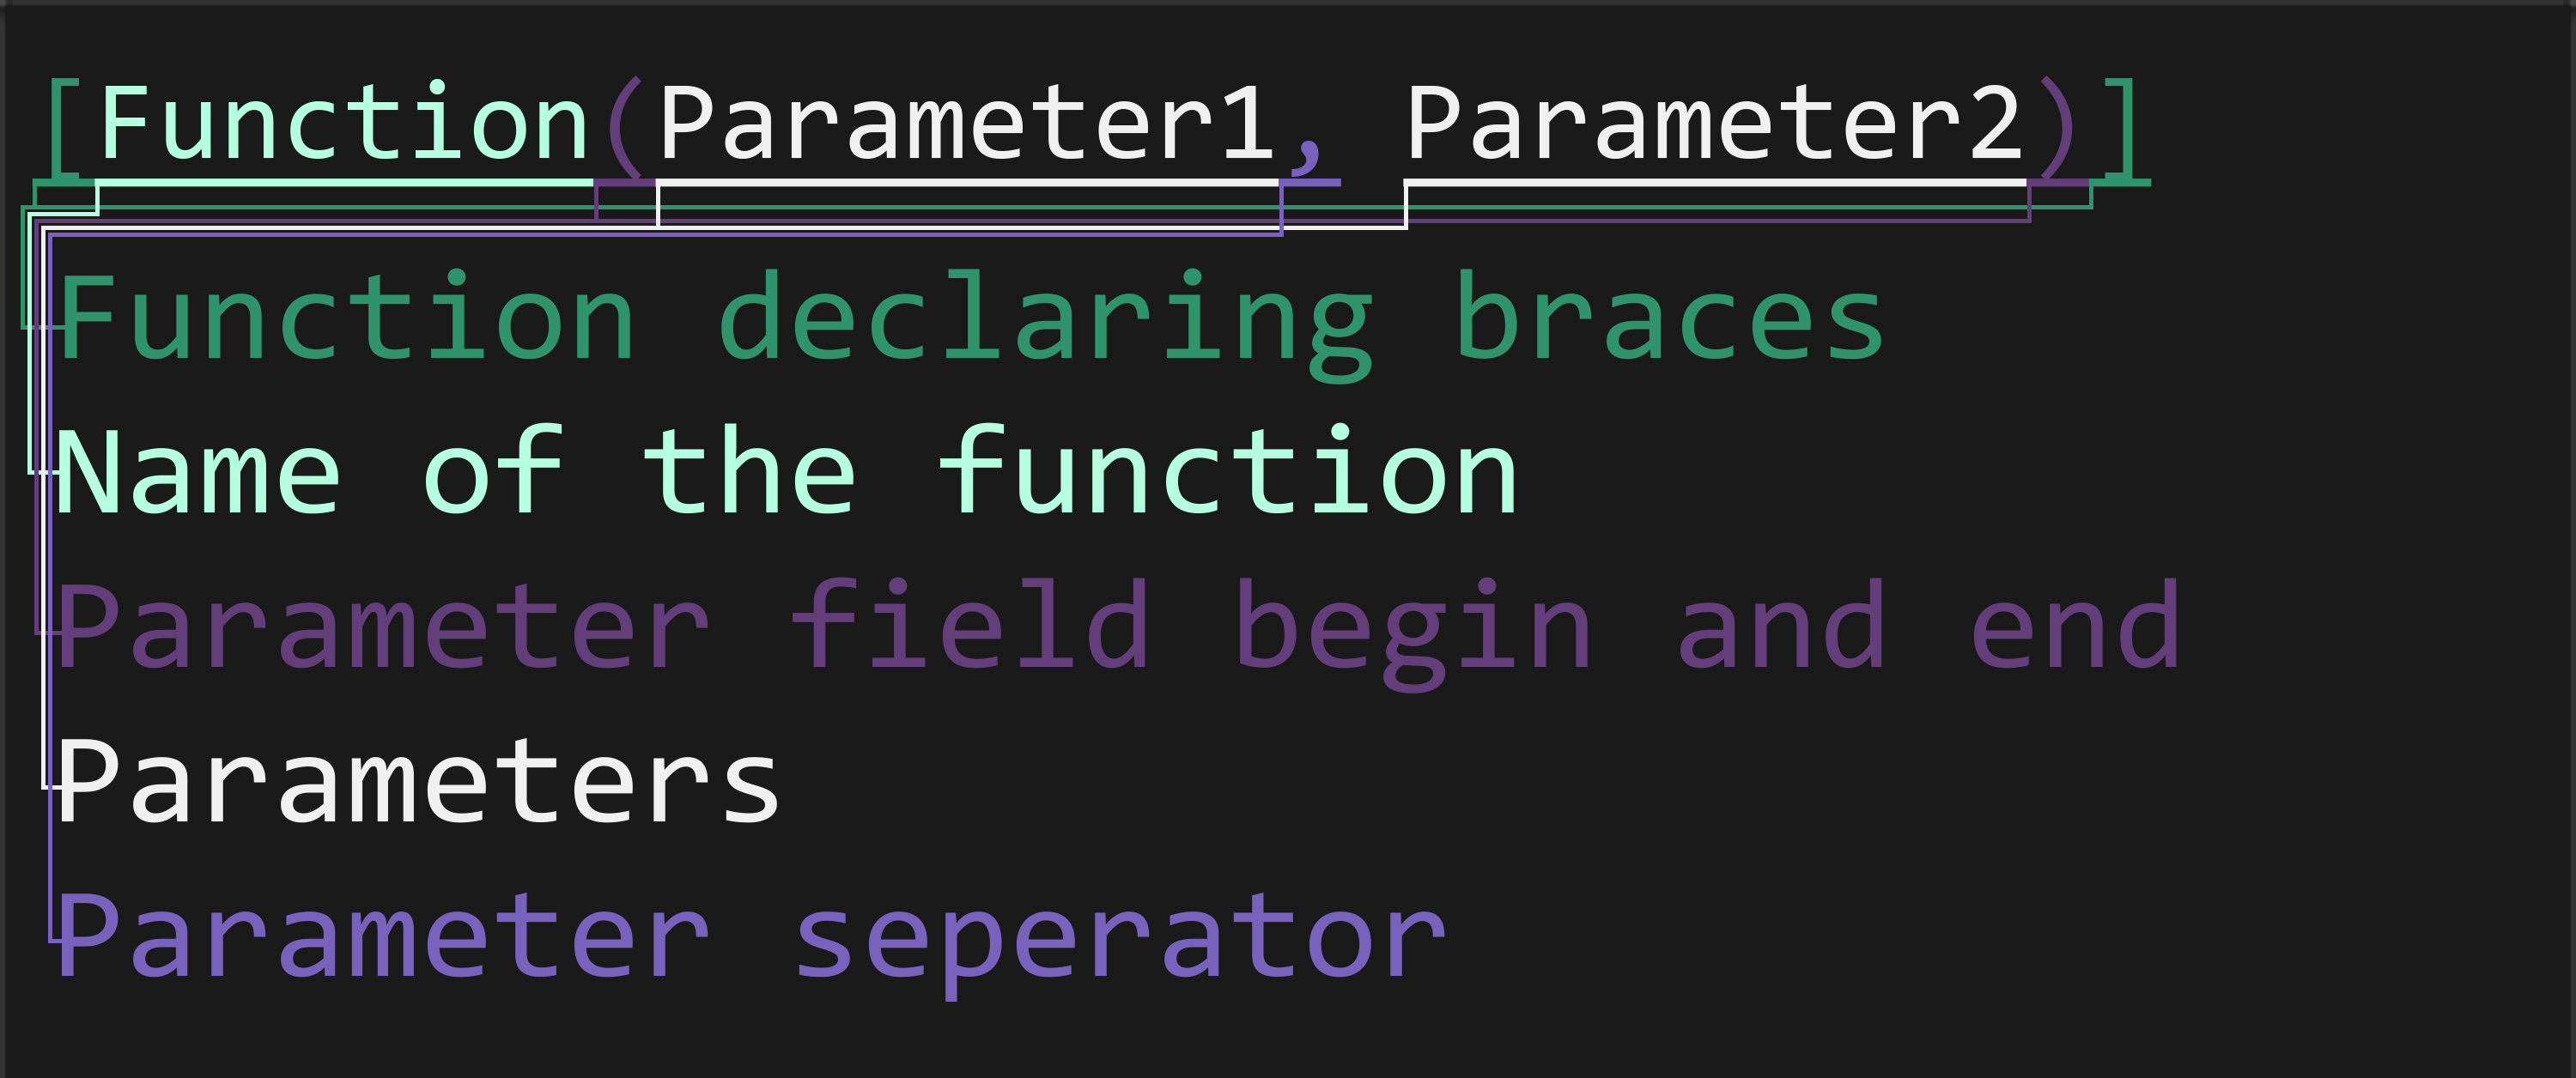 [Function(Parameter1, Parameter2)]
Function declaring braces
Name of the function
Parameter field begin and end
Parameters
Parameter seperator